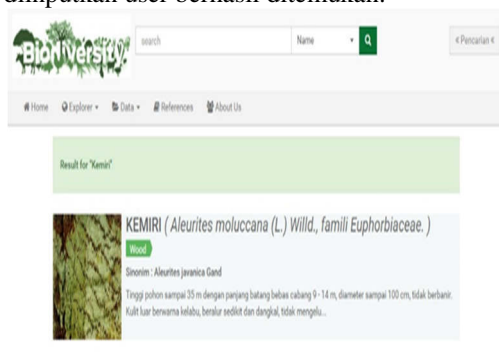 diinputkan user berhasil ditemukan.
Biodiversity
search
Name
< Pencarian <
Home Explorer Data References About Us
Result for "Kemiri"
KEMIRI ( Aleurites moluccana (L.) Willd., famili Euphorbiaceae. )
Wood
Sinonim : Aleurites javanica Gand
Tinggi pohon sampai 35 m dengan panjang batang bebas cabang 9 - 14 m, diameter sampai 100 cm, tidak berbanir.
Kulit luar berwarna kelabu, beralur sedikit dan dangkal, tidak mengelu...